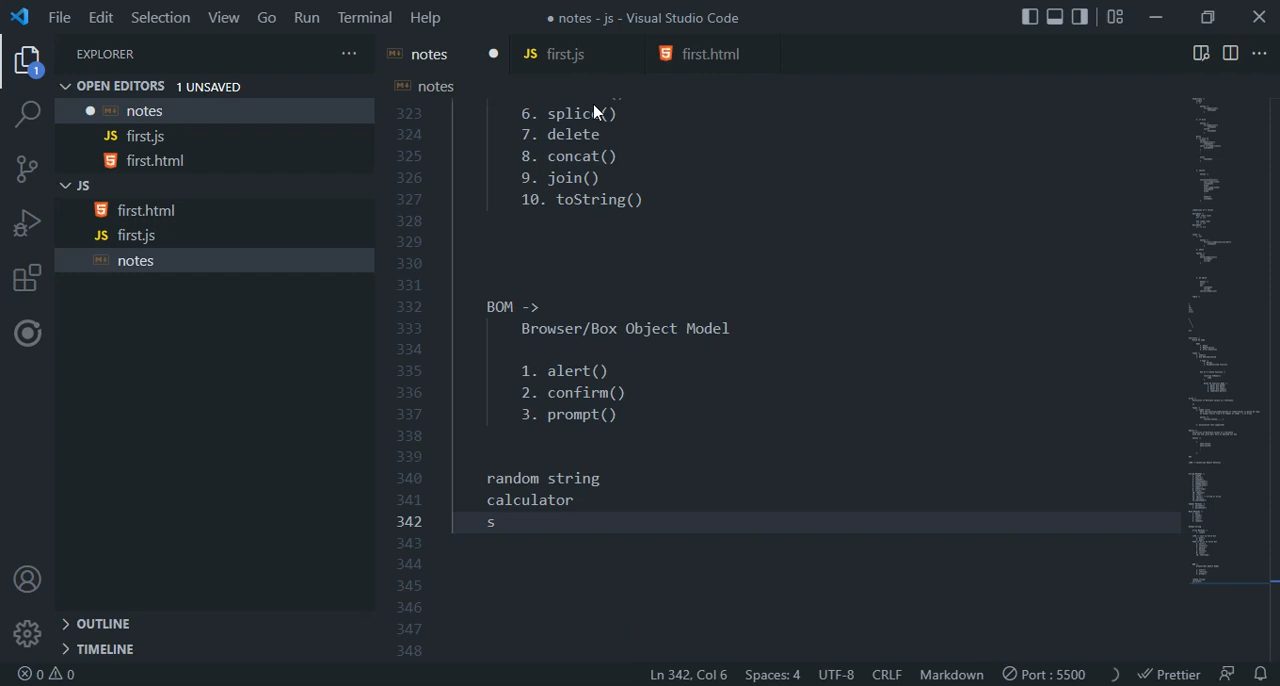 File Edit Selection View Go Run Terminal Help
● notes - js - Visual Studio Code
EXPLORER
OPEN EDITORS 1 UNSAVED
notes
JS first.js
first.html
JS
first.html
JS first.js
notes
1
OUTLINE
TIMELINE
notes
JS first.js
first.html
notes
323 6. splice()
324 7. delete
325 8. concat()
326 9. join()
327 10. toString()
328
329
330
331
332 BOM ->
333 Browser/Box Object Model
334
335 1. alert()
336 2. confirm()
337 3. prompt()
338
339
340 random string
341 calculator
342 s
343
344
345
346
347
348
0 0
Ln 342, Col 6 Spaces: 4 UTF-8 CRLF Markdown Port : 5500 Prettier